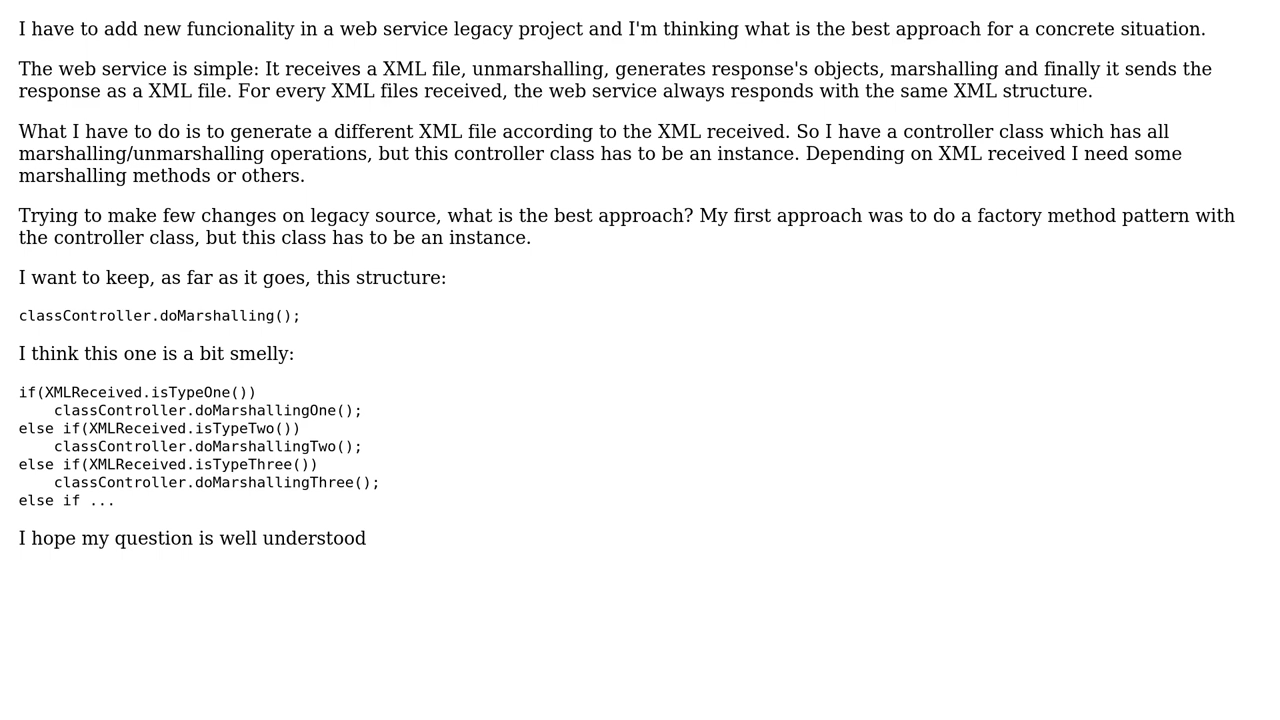 I have to add new funcionality in a web service legacy project and I'm thinking what is the best approach for a concrete situation.
The web service is simple: It receives a XML file, unmarshalling, generates response's objects, marshalling and finally it sends the
response as a XML file. For every XML files received, the web service always responds with the same XML structure.
What I have to do is to generate a different XML file according to the XML received. So I have a controller class which has all
marshalling/unmarshalling operations, but this controller class has to be an instance. Depending on XML received I need some
marshalling methods or others.
Trying to make few changes on legacy source, what is the best approach? My first approach was to do a factory method pattern with
the controller class, but this class has to be an instance.
I want to keep, as far as it goes, this structure:
classController.doMarshalling();
I think this one is a bit smelly:
if(XMLReceived.isTypeOne())
    classController.doMarshallingOne();
else if(XMLReceived.isTypeTwo())
    classController.doMarshallingTwo();
else if(XMLReceived.isTypeThree())
    classController.doMarshallingThree();
else if ...
I hope my question is well understood